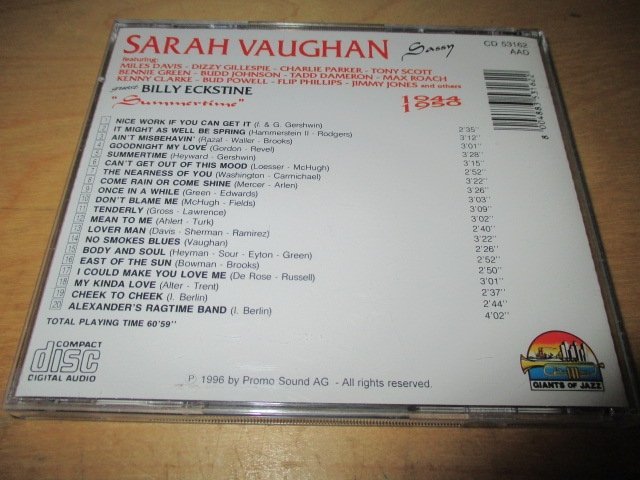 SARAH VAUGHAN Sassy CD 53162
AAD
featuring:
MILES DAVIS - DIZZY GILLESPIE - CHARLIE PARKER - TONY SCOTT
BENNIE GREEN - BUDD JOHNSON - TADD DAMERON - MAX ROACH
KENNY CLARKE - BUD POWELL - FLIP PHILLIPS - JIMMY JONES and others
guest BILLY ECKSTINE 1944
"Summertime" 1950
1 NICE WORK IF YOU CAN GET IT (I. & G. Gershwin) 2'35"
2 IT MIGHT AS WELL BE SPRING (Hammerstein II - Rodgers) 3'12"
3 AIN'T MISBEHAVIN' (Razaf - Waller - Brooks) 3'01"
4 GOODNIGHT MY LOVE (Gordon - Revel) 3'28"
5 SUMMERTIME (Heyward - Gershwin) 3'15"
6 CAN'T GET OUT OF THIS MOOD (Loesser - McHugh) 2'52"
7 THE NEARNESS OF YOU (Washington - Carmichael) 3'22"
8 COME RAIN OR COME SHINE (Mercer - Arlen) 3'26"
9 ONCE IN A WHILE (Green - Edwards) 3'03"
10 DON'T BLAME ME (McHugh - Fields) 3'09"
11 TENDERLY (Gross - Lawrence) 3'02"
12 MEAN TO ME (Ahlert - Turk) 2'40"
13 LOVER MAN (Davis - Sherman - Ramirez) 3'22"
14 NO SMOKES BLUES (Vaughan) 3'26"
15 BODY AND SOUL (Heyman - Sour - Eyton - Green) 2'52"
16 EAST OF THE SUN (Bowman - Brooks) 2'50"
17 I COULD MAKE YOU LOVE ME (De Rose - Russell) 3'01"
18 MY KINDA LOVE (Alter - Trent) 2'37"
19 CHEEK TO CHEEK (I. Berlin) 2'44"
20 ALEXANDER'S RAGTIME BAND (I. Berlin) 4'02"
TOTAL PLAYING TIME 60'59"
COMPACT
disc
DIGITAL AUDIO
℗ 1996 by Promo Sound AG - All rights reserved.
GIANTS OF JAZZ